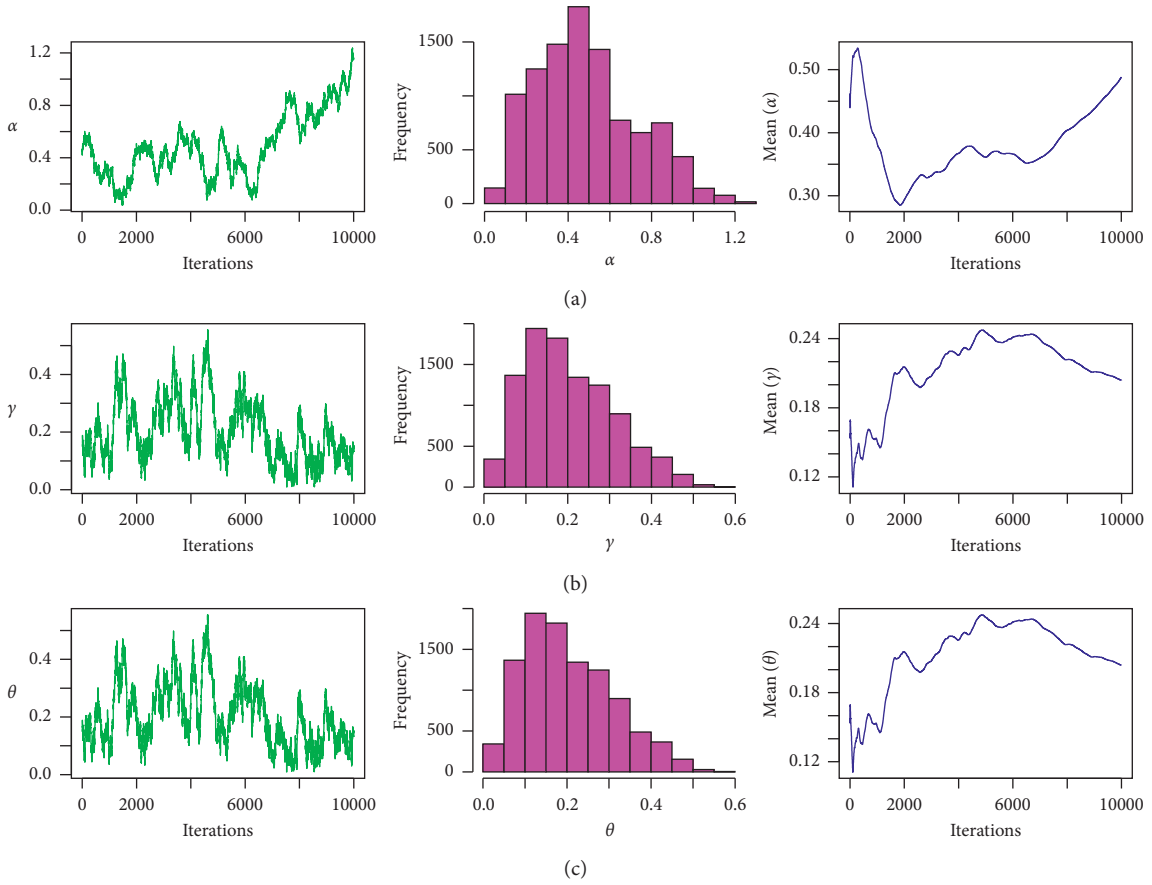 α
1.2
0.8
0.4
0.0
0 2000 6000 10000
Iterations
Frequency
1500
500
0
0.0 0.4 0.8 1.2
α
Mean (α)
0.50
0.40
0.30
0 2000 6000 10000
Iterations
(a)
γ
0.4
0.2
0.0
0 2000 6000 10000
Iterations
Frequency
1500
500
0
0.0 0.2 0.4 0.6
γ
Mean (γ)
0.24
0.18
0.12
0 2000 6000 10000
Iterations
(b)
θ
0.4
0.2
0.0
0 2000 6000 10000
Iterations
Frequency
1500
500
0
0.0 0.2 0.4 0.6
θ
Mean (θ)
0.24
0.18
0.12
0 2000 6000 10000
Iterations
(c)